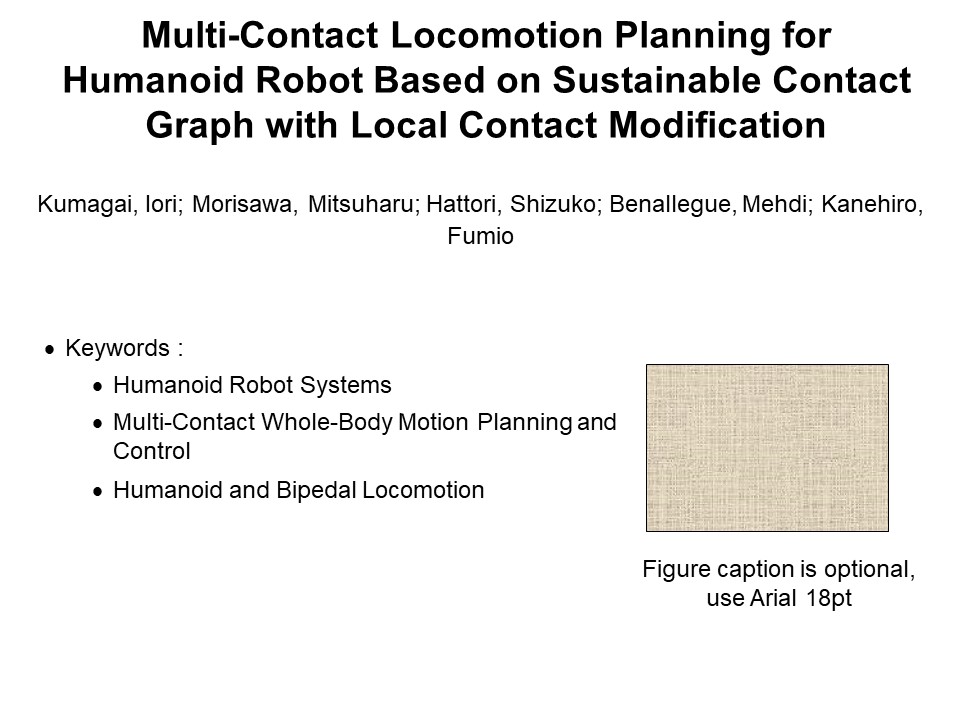 Multi-Contact Locomotion Planning for
Humanoid Robot Based on Sustainable Contact
Graph with Local Contact Modification
Kumagai, Iori; Morisawa, Mitsuharu; Hattori, Shizuko; Benallegue, Mehdi; Kanehiro,
Fumio
• Keywords :
• Humanoid Robot Systems
• Multi-Contact Whole-Body Motion Planning and
Control
• Humanoid and Bipedal Locomotion
Figure caption is optional,
use Arial 18pt